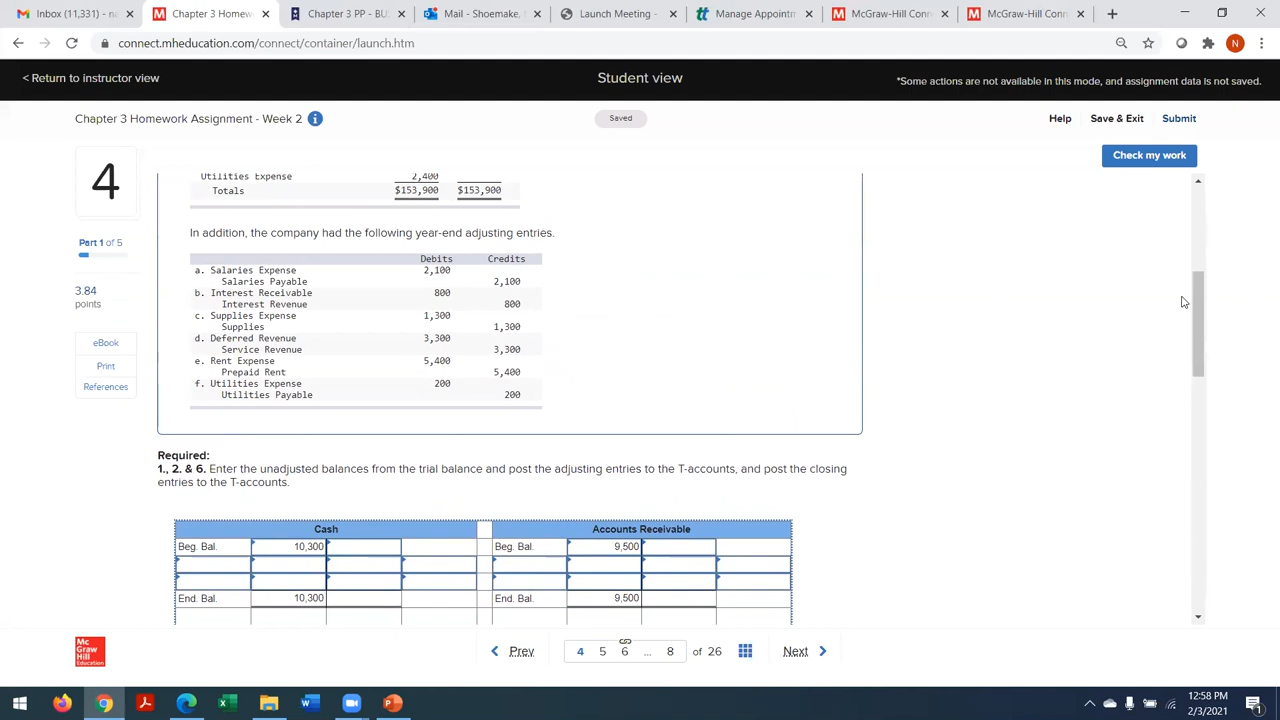 Inbox (11,331) - na
Chapter 3 Homew
Chapter 3 PP - BUS
Mail - Shoemake,
Launch Meeting -
Manage Appointm
McGraw-Hill Conn
McGraw-Hill Conn
connect.mheducation.com/connect/container/launch.htm
N
< Return to instructor view
Student view
*Some actions are not available in this mode, and assignment data is not saved.
Chapter 3 Homework Assignment - Week 2
Saved
Help
Save & Exit
Submit
Check my work
4
Part 1 of 5
3.84
points
eBook
Print
References
Utilities Expense 2,400
Totals $153,900 $153,900
In addition, the company had the following year-end adjusting entries.
Debits Credits
a. Salaries Expense 2,100
Salaries Payable 2,100
b. Interest Receivable 800
Interest Revenue 800
c. Supplies Expense 1,300
Supplies 1,300
d. Deferred Revenue 3,300
Service Revenue 3,300
e. Rent Expense 5,400
Prepaid Rent 5,400
f. Utilities Expense 200
Utilities Payable 200
Required:
1., 2. & 6. Enter the unadjusted balances from the trial balance and post the adjusting entries to the T-accounts, and post the closing
entries to the T-accounts.
Cash Accounts Receivable
Beg. Bal. 10,300 Beg. Bal. 9,500
End. Bal. 10,300 End. Bal. 9,500
Mc
Graw
Hill
Education
Prev
4 5 6 ... 8 of 26
Next
12:58 PM
2/3/2021